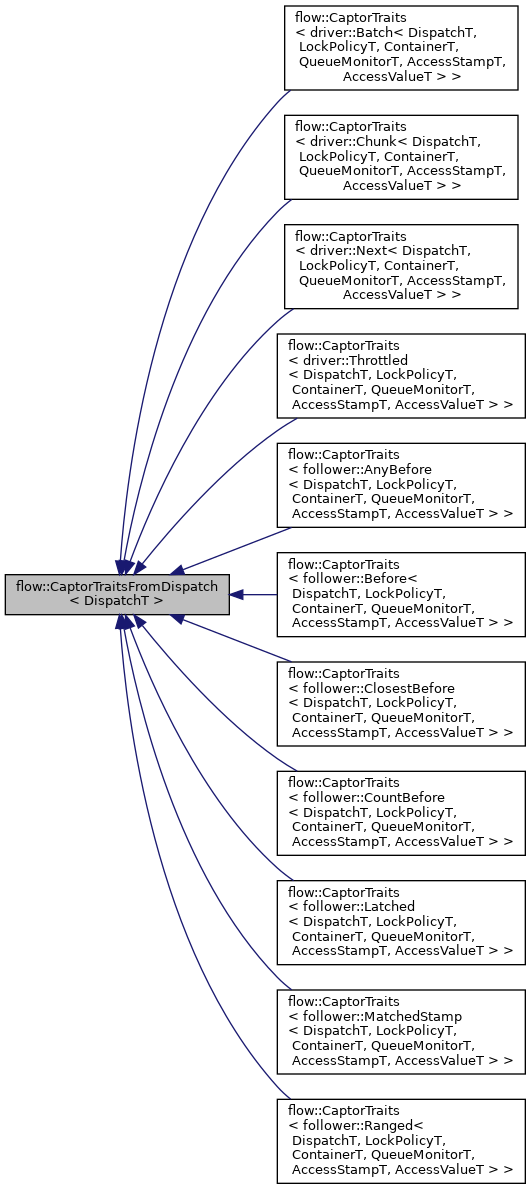 flow::CaptorTraits
< driver::Batch< DispatchT,
LockPolicyT, ContainerT,
QueueMonitorT, AccessStampT,
AccessValueT > >
flow::CaptorTraits
< driver::Chunk< DispatchT,
LockPolicyT, ContainerT,
QueueMonitorT, AccessStampT,
AccessValueT > >
flow::CaptorTraits
< driver::Next< DispatchT,
LockPolicyT, ContainerT,
QueueMonitorT, AccessStampT,
AccessValueT > >
flow::CaptorTraits
< driver::Throttled
< DispatchT, LockPolicyT,
ContainerT, QueueMonitorT,
AccessStampT, AccessValueT > >
flow::CaptorTraits
< follower::AnyBefore
< DispatchT, LockPolicyT,
ContainerT, QueueMonitorT,
AccessStampT, AccessValueT > >
flow::CaptorTraitsFromDispatch
< DispatchT >
flow::CaptorTraits
< follower::Before<
DispatchT, LockPolicyT,
ContainerT, QueueMonitorT,
AccessStampT, AccessValueT > >
flow::CaptorTraits
< follower::ClosestBefore
< DispatchT, LockPolicyT,
ContainerT, QueueMonitorT,
AccessStampT, AccessValueT > >
flow::CaptorTraits
< follower::CountBefore
< DispatchT, LockPolicyT,
ContainerT, QueueMonitorT,
AccessStampT, AccessValueT > >
flow::CaptorTraits
< follower::Latched
< DispatchT, LockPolicyT,
ContainerT, QueueMonitorT,
AccessStampT, AccessValueT > >
flow::CaptorTraits
< follower::MatchedStamp
< DispatchT, LockPolicyT,
ContainerT, QueueMonitorT,
AccessStampT, AccessValueT > >
flow::CaptorTraits
< follower::Ranged<
DispatchT, LockPolicyT,
ContainerT, QueueMonitorT,
AccessStampT, AccessValueT > >